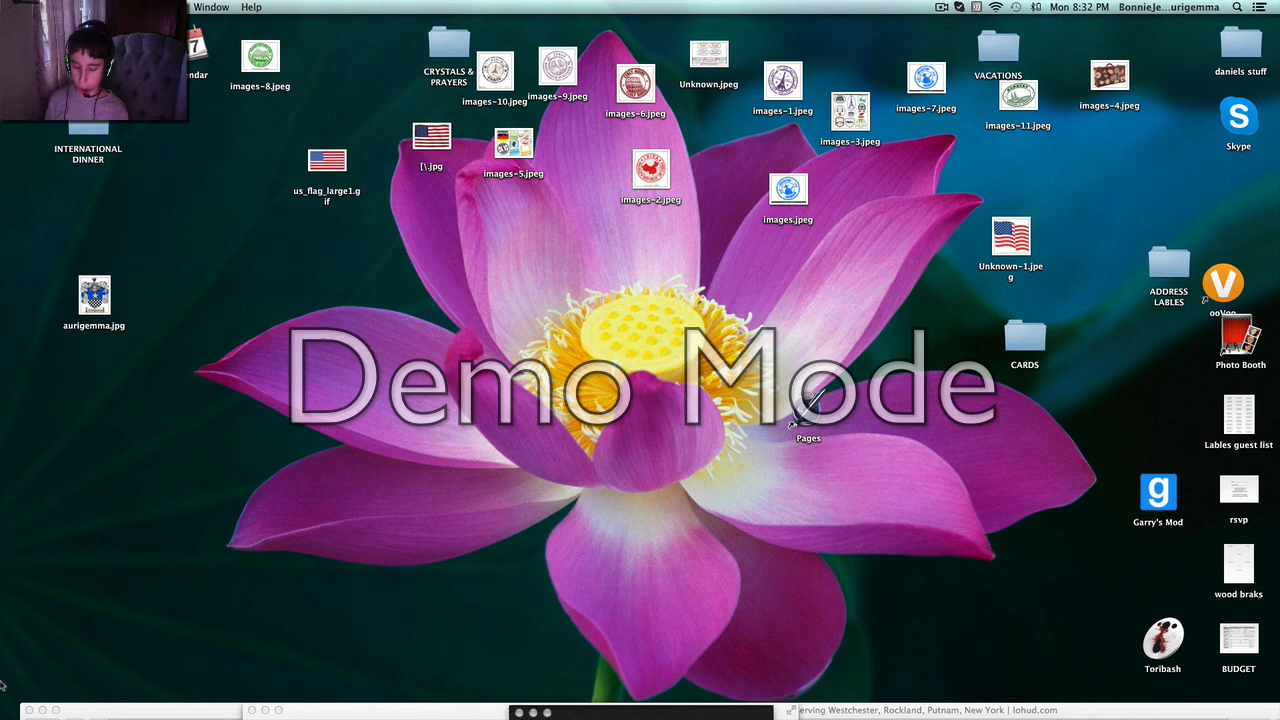 Window Help
Mon 8:32 PM BonnieJe...urigemma
endar
images-8.jpeg
CRYSTALS &
PRAYERS
images-10.jpeg
images-9.jpeg
images-6.jpeg
Unknown.jpeg
images-1.jpeg
images-3.jpeg
images-7.jpeg
VACATIONS
images-11.jpeg
images-4.jpeg
daniels stuff
Skype
INTERNATIONAL
DINNER
us_flag_large1.g
if
[\.jpg
images-5.jpeg
images-2.jpeg
images.jpeg
Unknown-1.jpe
g
ADDRESS
LABLES
ooVoo
aurigemma.jpg
CARDS
Photo Booth
Demo Mode
Pages
Lables guest list
Garry's Mod
rsvp
wood braks
Toribash
BUDGET
erving Westchester, Rockland, Putnam, New York | lohud.com